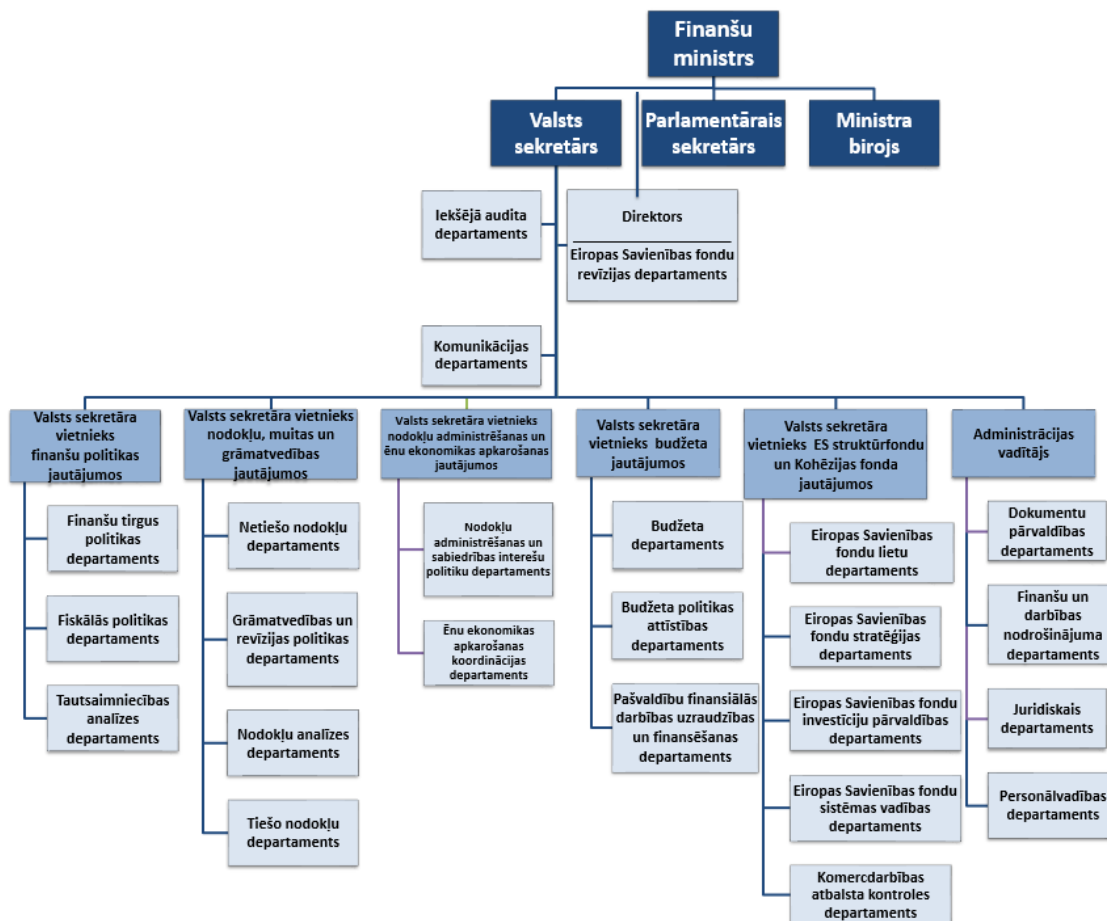 Finanšu
ministrs
Valsts
sekretārs
Parlamentārais
sekretārs
Ministra
birojs
Iekšējā audita
departaments
Direktors
Eiropas Savienības fondu
revīzijas departaments
Komunikācijas
departaments
Valsts sekretāra
vietnieks
finanšu politikas
jautājumos
Finanšu tirgus
politikas
departaments
Fiskālās politikas
departaments
Tautsaimniecības
analīzes
departaments
Valsts sekretāra vietnieks
nodokļu, muitas un
grāmatvedības
jautājumos
Netiešo nodokļu
departaments
Grāmatvedības un
revīzijas politikas
departaments
Nodokļu analīzes
departaments
Tiešo nodokļu
departaments
Valsts sekretāra vietnieks
nodokļu administrēšanas un
ēnu ekonomikas apkarošanas
jautājumos
Nodokļu
administrēšanas un
sabiedrības interešu
politiku departaments
Ēnu ekonomikas
apkarošanas
koordinācijas
departaments
Valsts sekretāra
vietnieks budžeta
jautājumos
Budžeta
departaments
Budžeta politikas
attīstības
departaments
Pašvaldību finansiālās
darbības uzraudzības
un finansēšanas
departaments
Valsts sekretāra
vietnieks ES struktūrfondu
un Kohēzijas fonda
jautājumos
Eiropas Savienības
fondu lietu
departaments
Eiropas Savienības
fondu stratēģijas
departaments
Eiropas Savienības fondu
investīciju pārvaldības
departaments
Eiropas Savienības fondu
sistēmas vadības
departaments
Komercdarbības
atbalsta kontroles
departaments
Administrācijas
vadītājs
Dokumentu
pārvaldības
departaments
Finanšu un
darbības
nodrošinājuma
departaments
Juridiskais
departaments
Personālvadības
departaments